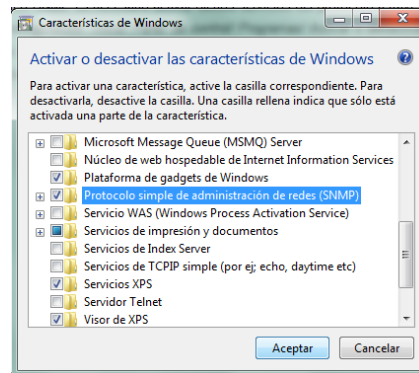 Características de Windows
Activar o desactivar las características de Windows
Para activar una característica, active la casilla correspondiente. Para
desactivarla, desactive la casilla. Una casilla rellena indica que sólo está
activada una parte de la característica.
Microsoft Message Queue (MSMQ) Server
Núcleo de web hospedable de Internet Information Services
Plataforma de gadgets de Windows
Protocolo simple de administración de redes (SNMP)
Servicio WAS (Windows Process Activation Service)
Servicios de impresión y documentos
Servicios de Index Server
Servicios de TCPIP simple (por ej; echo, daytime etc)
Servicios XPS
Servidor Telnet
Visor de XPS
Aceptar
Cancelar